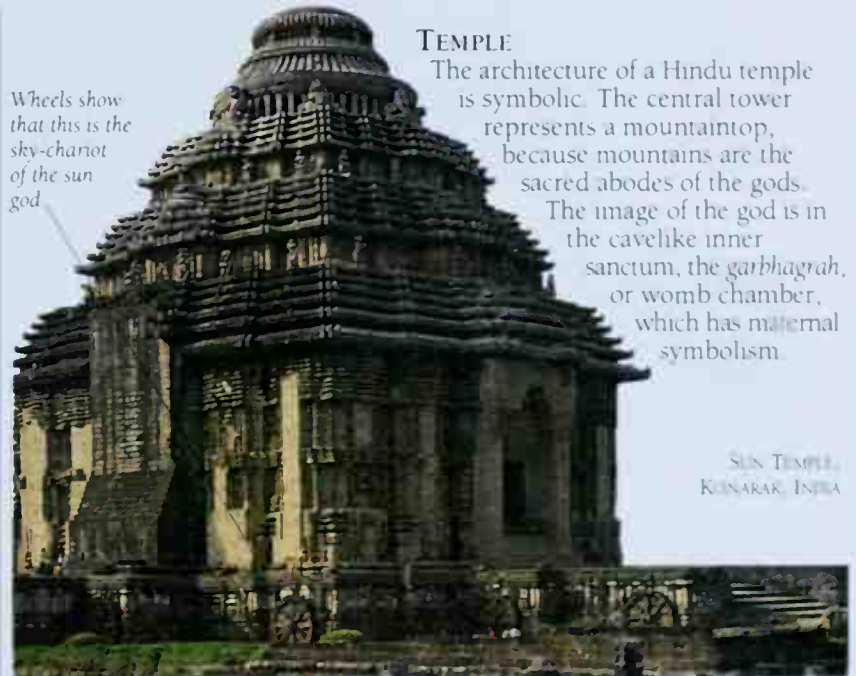 TEMPLE
The architecture of a Hindu temple
is symbolic. The central tower
represents a mountaintop,
because mountains are the
sacred abodes of the gods.
The image of the god is in
the cavelike inner
sanctum, the garbhagrah,
or womb chamber,
which has maternal
symbolism
Wheels show
that this is the
sky-chariot
of the sun
god
SUN TEMPLE,
KONARAK, INDIA